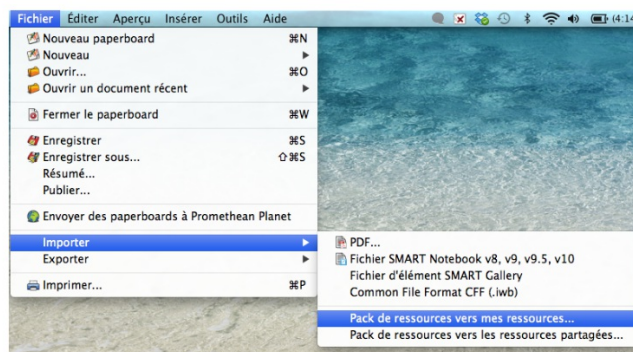 Fichier Éditer Aperçu Insérer Outils Aide (4:14
Nouveau paperboard ⌘N
Nouveau ▶
Ouvrir... ⌘O
Ouvrir un document récent ▶
Fermer le paperboard ⌘W
Enregistrer ⌘S
Enregistrer sous... ⇧⌘S
Résumé...
Publier...
Envoyer des paperboards à Promethean Planet
Importer ▶
Exporter ▶
Imprimer... ⌘P
PDF...
Fichier SMART Notebook v8, v9, v9.5, v10
Fichier d'élément SMART Gallery
Common File Format CFF (.iwb)
Pack de ressources vers mes ressources...
Pack de ressources vers les ressources partagées...